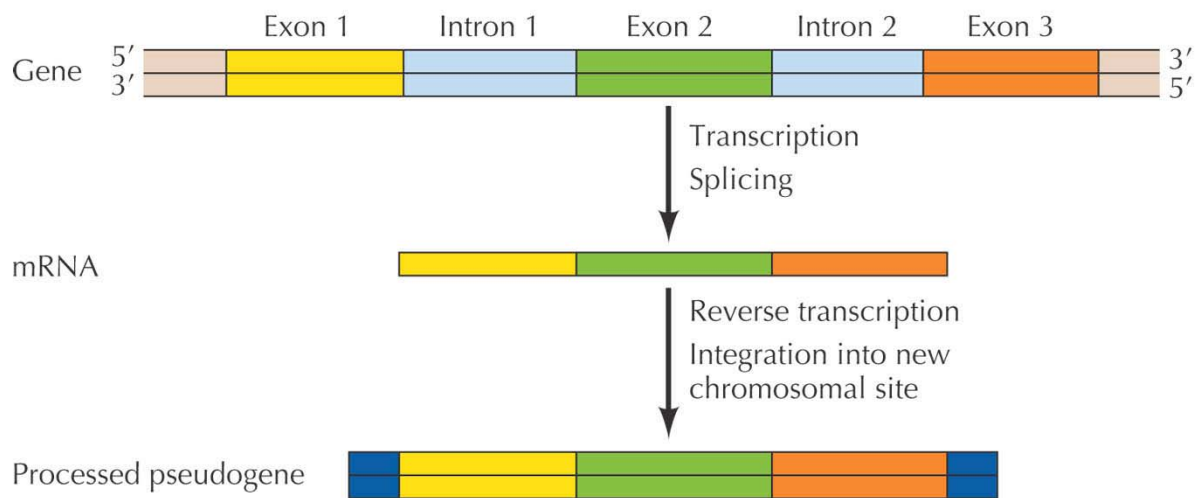 Exon 1 Intron 1 Exon 2 Intron 2 Exon 3
Gene 5′ 3′
3′ 5′
Transcription
Splicing
mRNA
Reverse transcription
Integration into new
chromosomal site
Processed pseudogene